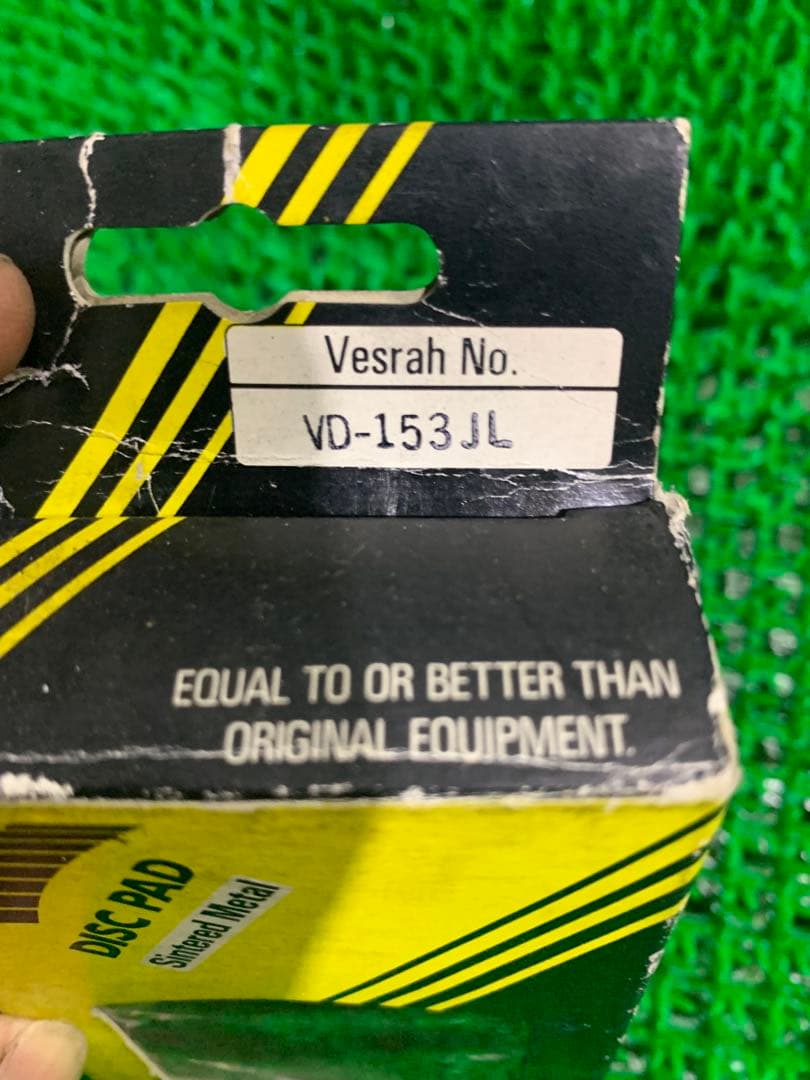 Vesrah No.
VD-153JL
EQUAL TO OR BETTER THAN
ORIGINAL EQUIPMENT.
DISC PAD
Sintered Metal